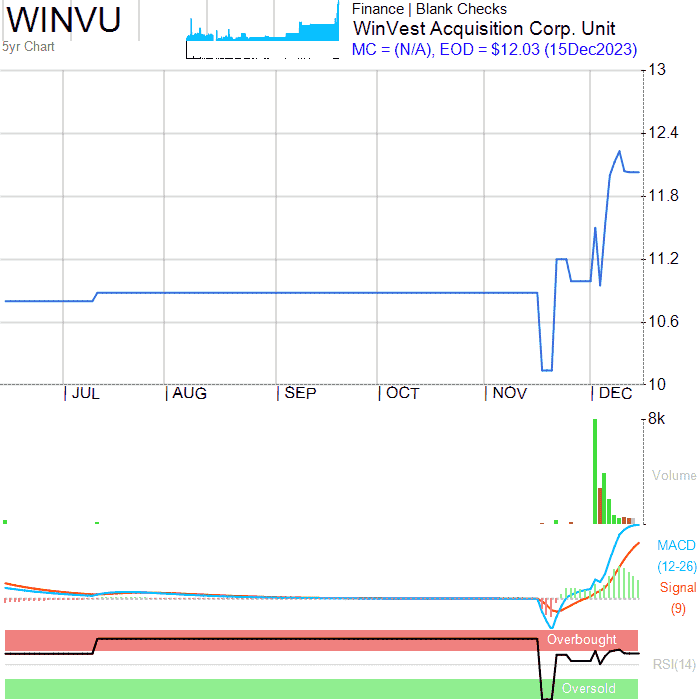 WINVU
5yr Chart
Finance | Blank Checks
WinVest Acquisition Corp. Unit
MC = (N/A), EOD = $12.03 (15Dec2023)
13
12.4
11.8
11.2
10.6
10
JUL AUG SEP OCT NOV DEC
8k
Volume
MACD
(12-26)
Signal
(9)
Overbought
RSI(14)
Oversold